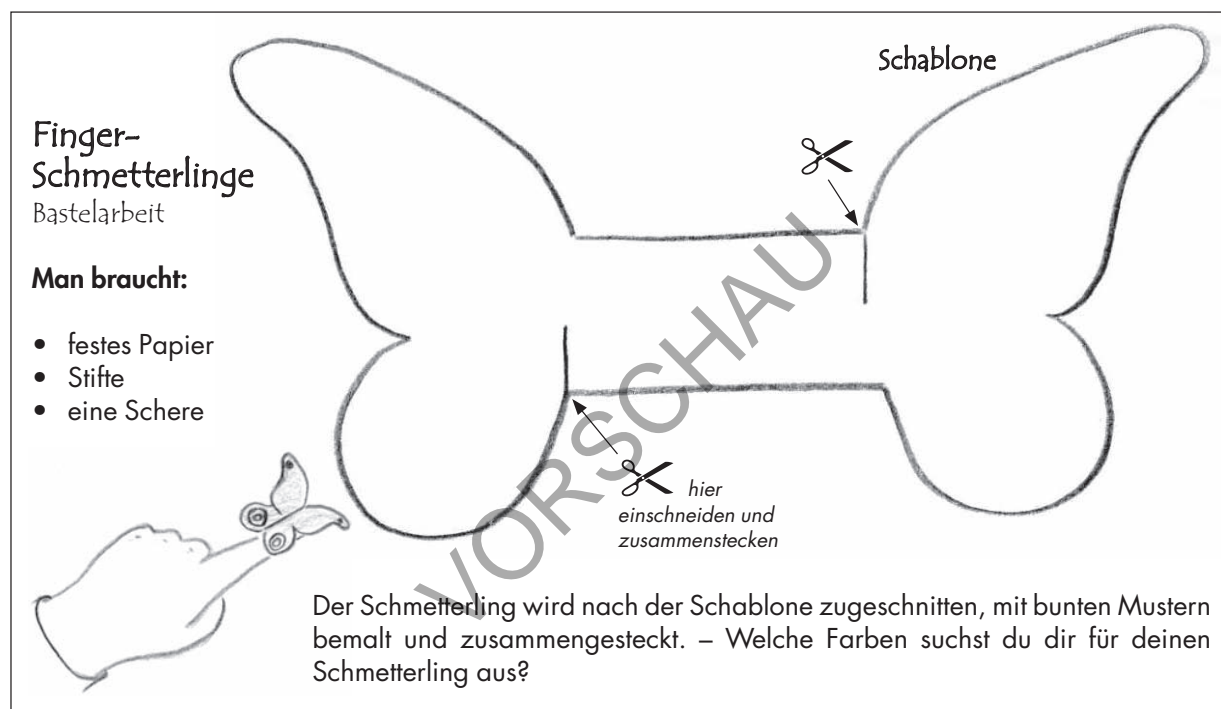 Schablone
Finger-
Schmetterlinge
Bastelarbeit
Man braucht:
• festes Papier
• Stifte
• eine Schere
VORSCHAU
hier
einschneiden und
zusammenstecken
Der Schmetterling wird nach der Schablone zugeschnitten, mit bunten Mustern
bemalt und zusammengesteckt. – Welche Farben suchst du dir für deinen
Schmetterling aus?